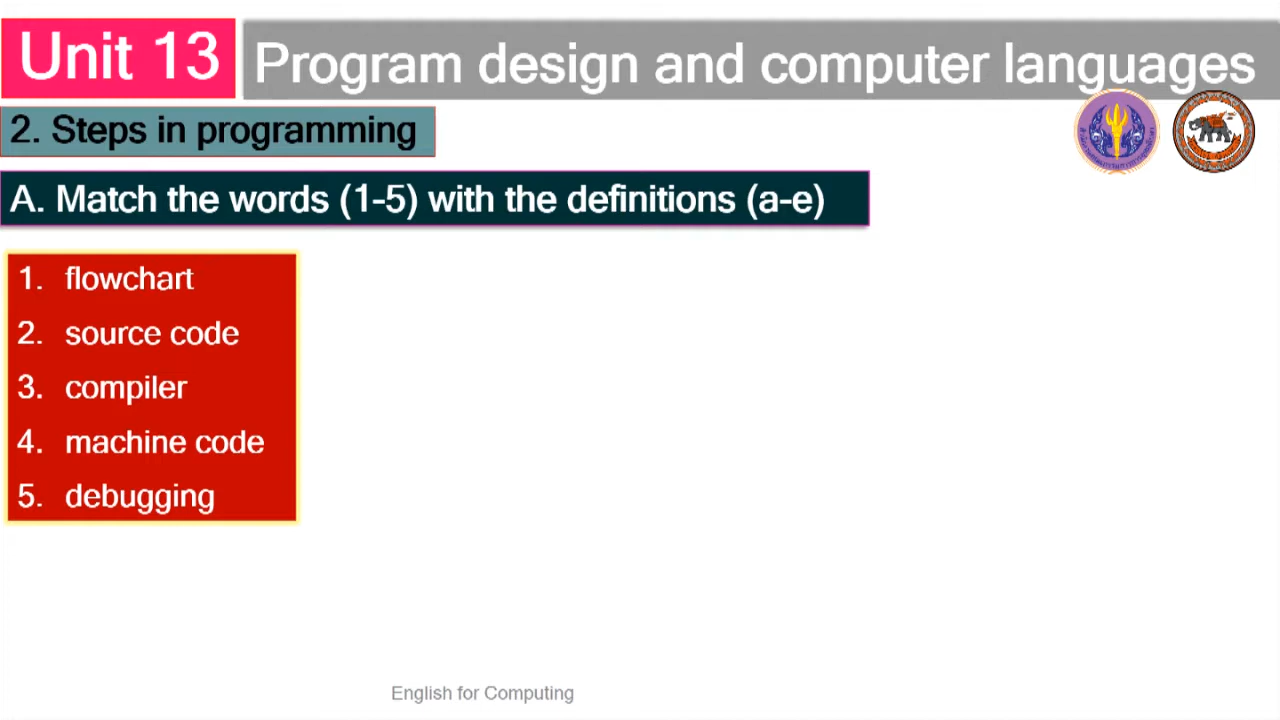 Unit 13
Program design and computer languages
2. Steps in programming
A. Match the words (1-5) with the definitions (a-e)
1. flowchart
2. source code
3. compiler
4. machine code
5. debugging
English for Computing